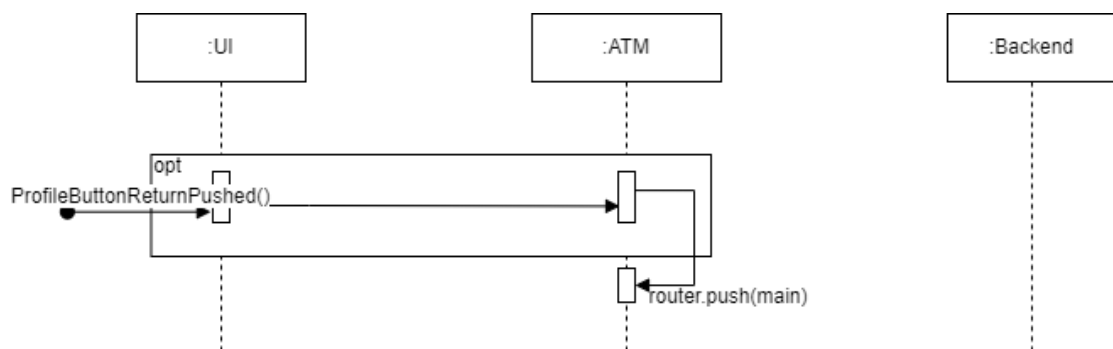 :UI
:ATM
:Backend
opt
ProfileButtonReturnPushed()
router.push(main)